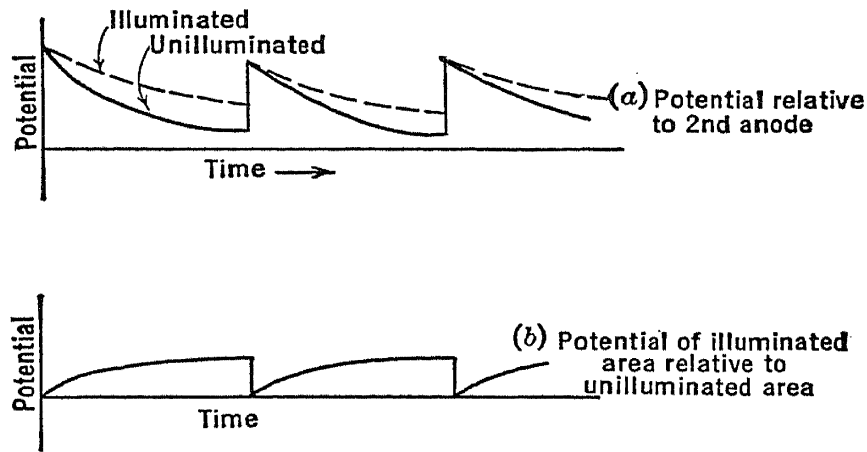 Illuminated
Unilluminated
Potential
(a) Potential relative
to 2nd anode
Time
Potential
(b) Potential of illuminated
area relative to
unilluminated area
Time